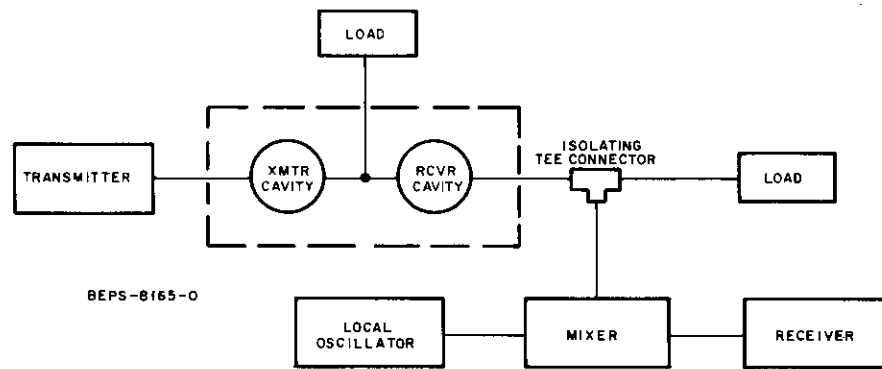 LOAD
ISOLATING
TEE CONNECTOR
TRANSMITTER
XMTR
CAVITY
RCVR
CAVITY
LOAD
BEPS-8165-0
LOCAL
OSCILLATOR
MIXER
RECEIVER